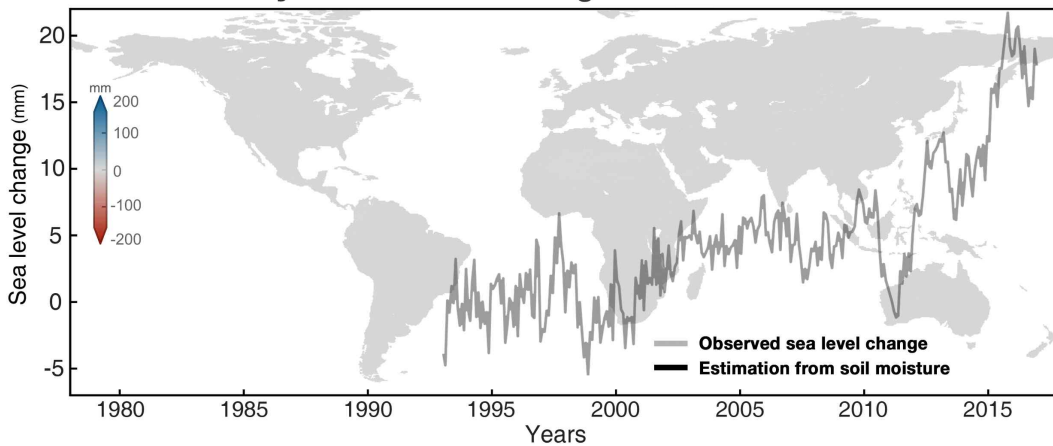 20
15
10
5
0
-5
Sea level change (mm)
mm
200
100
0
-100
-200
Observed sea level change
Estimation from soil moisture
1980 1985 1990 1995 2000 2005 2010 2015
Years